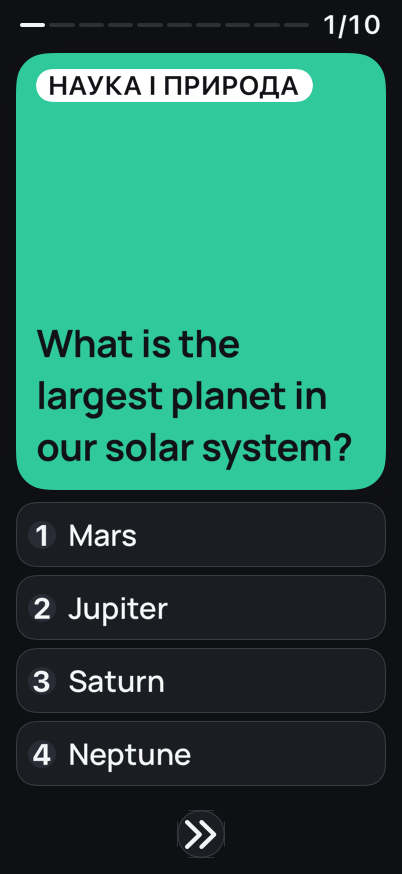 1/10
НАУКА І ПРИРОДА
What is the
largest planet in
our solar system?
1 Mars
2 Jupiter
3 Saturn
4 Neptune